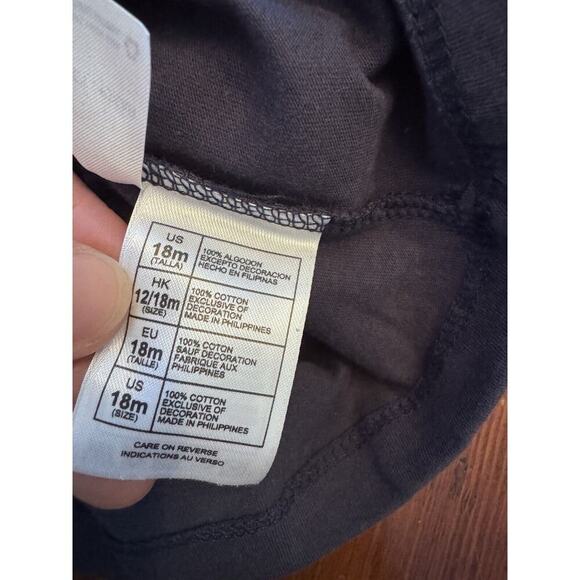 US
18m
(TALLA)
100% ALGODON
EXCEPTO DECORACION
HECHO EN FILIPINAS
HK
12/18m
(SIZE)
100% COTTON
EXCLUSIVE OF
DECORATION
MADE IN PHILIPPINES
EU
18m
(TAILLE)
100% COTON
SAUF DECORATION
FABRIQUE AUX
PHILIPPINES
US
18m
(SIZE)
100% COTTON
EXCLUSIVE OF
DECORATION
MADE IN PHILIPPINES
CARE ON REVERSE
INDICATIONS AU VERSO